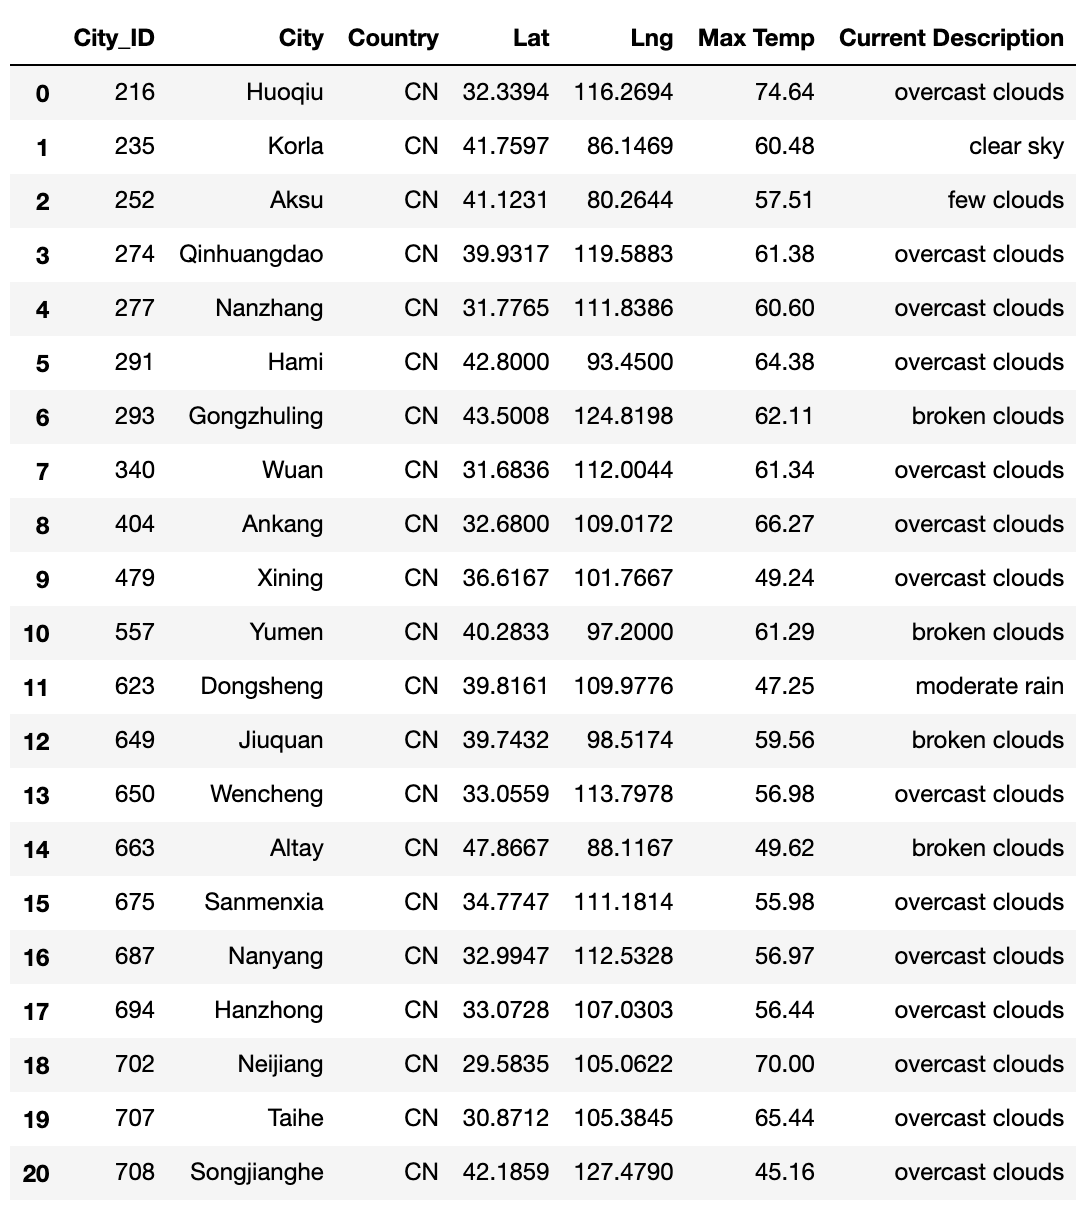 City_ID City Country Lat Lng Max Temp Current Description
0 216 Huoqiu CN 32.3394 116.2694 74.64 overcast clouds
1 235 Korla CN 41.7597 86.1469 60.48 clear sky
2 252 Aksu CN 41.1231 80.2644 57.51 few clouds
3 274 Qinhuangdao CN 39.9317 119.5883 61.38 overcast clouds
4 277 Nanzhang CN 31.7765 111.8386 60.60 overcast clouds
5 291 Hami CN 42.8000 93.4500 64.38 overcast clouds
6 293 Gongzhuling CN 43.5008 124.8198 62.11 broken clouds
7 340 Wuan CN 31.6836 112.0044 61.34 overcast clouds
8 404 Ankang CN 32.6800 109.0172 66.27 overcast clouds
9 479 Xining CN 36.6167 101.7667 49.24 overcast clouds
10 557 Yumen CN 40.2833 97.2000 61.29 broken clouds
11 623 Dongsheng CN 39.8161 109.9776 47.25 moderate rain
12 649 Jiuquan CN 39.7432 98.5174 59.56 broken clouds
13 650 Wencheng CN 33.0559 113.7978 56.98 overcast clouds
14 663 Altay CN 47.8667 88.1167 49.62 broken clouds
15 675 Sanmenxia CN 34.7747 111.1814 55.98 overcast clouds
16 687 Nanyang CN 32.9947 112.5328 56.97 overcast clouds
17 694 Hanzhong CN 33.0728 107.0303 56.44 overcast clouds
18 702 Neijiang CN 29.5835 105.0622 70.00 overcast clouds
19 707 Taihe CN 30.8712 105.3845 65.44 overcast clouds
20 708 Songjianghe CN 42.1859 127.4790 45.16 overcast clouds